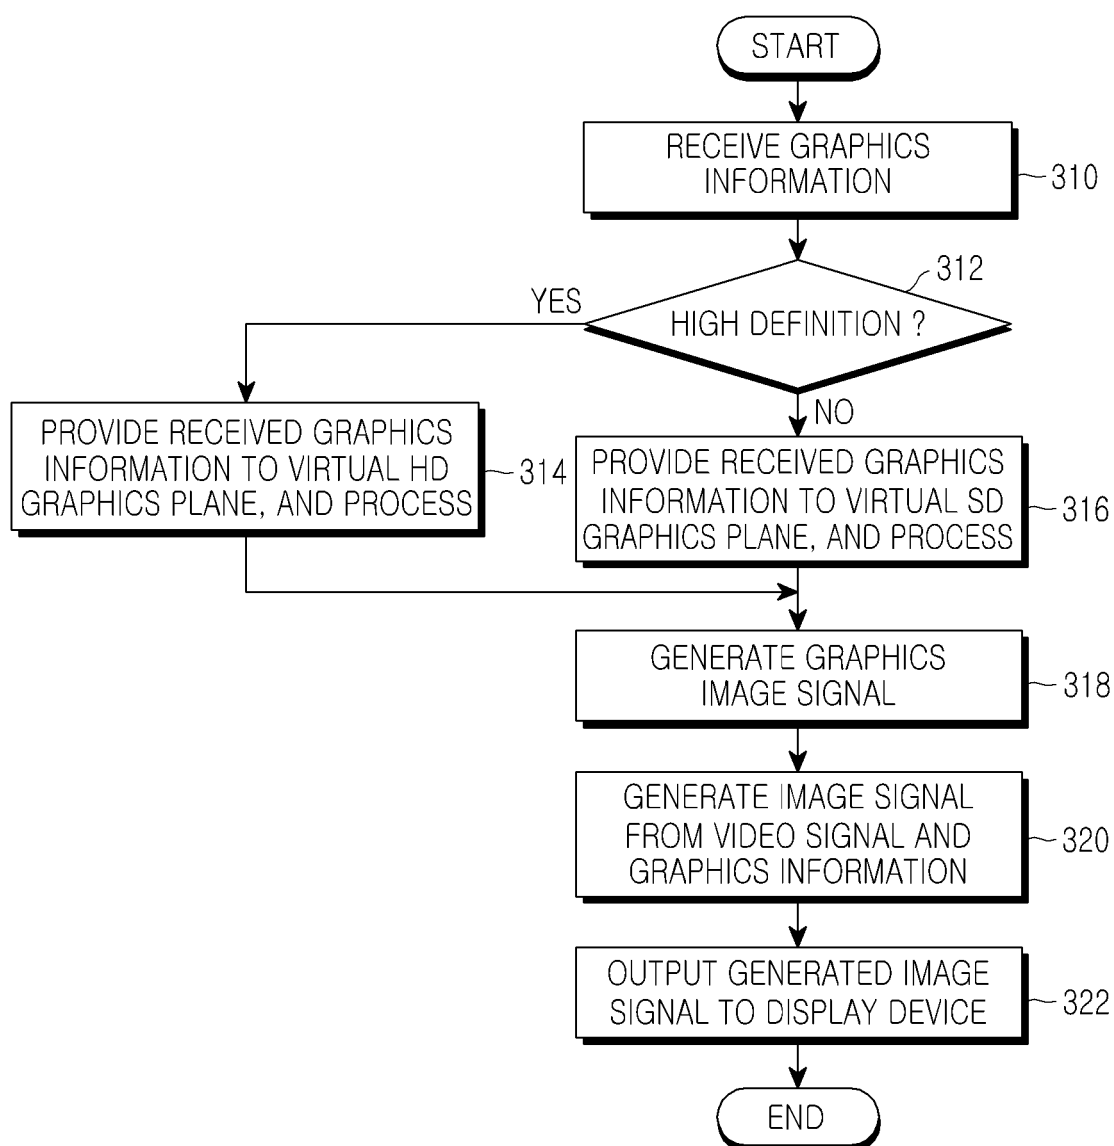 START
RECEIVE GRAPHICS
INFORMATION
310
312
HIGH DEFINITION ?
YES
NO
PROVIDE RECEIVED GRAPHICS
INFORMATION TO VIRTUAL HD
GRAPHICS PLANE, AND PROCESS
314
PROVIDE RECEIVED GRAPHICS
INFORMATION TO VIRTUAL SD
GRAPHICS PLANE, AND PROCESS
316
GENERATE GRAPHICS
IMAGE SIGNAL
318
GENERATE IMAGE SIGNAL
FROM VIDEO SIGNAL AND
GRAPHICS INFORMATION
320
OUTPUT GENERATED IMAGE
SIGNAL TO DISPLAY DEVICE
322
END